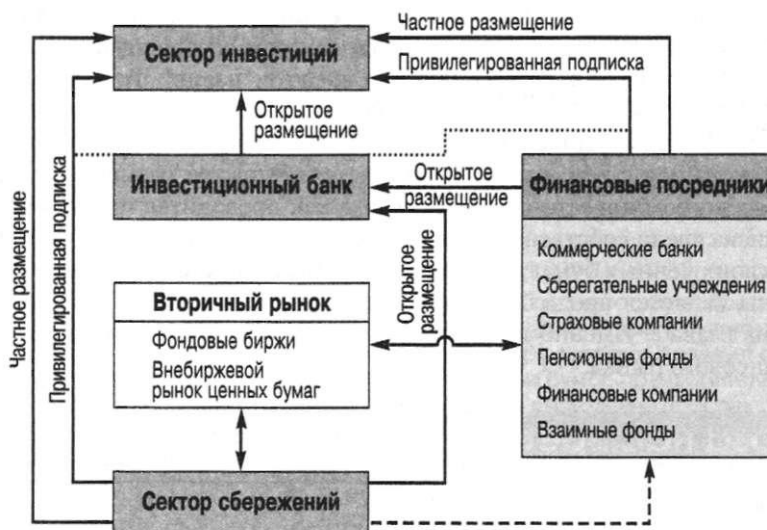 Частное размещение
Сектор инвестиций
Привилегированная подписка
Открытое
размещение
Инвестиционный банк
Открытое
размещение
Финансовые посредники
Коммерческие банки
Сберегательные учреждения
Страховые компании
Пенсионные фонды
Финансовые компании
Взаимные фонды
Вторичный рынок
Фондовые биржи
Внебиржевой
рынок ценных бумаг
Открытое
размещение
Частное размещение
Привилегированная подписка
Сектор сбережений